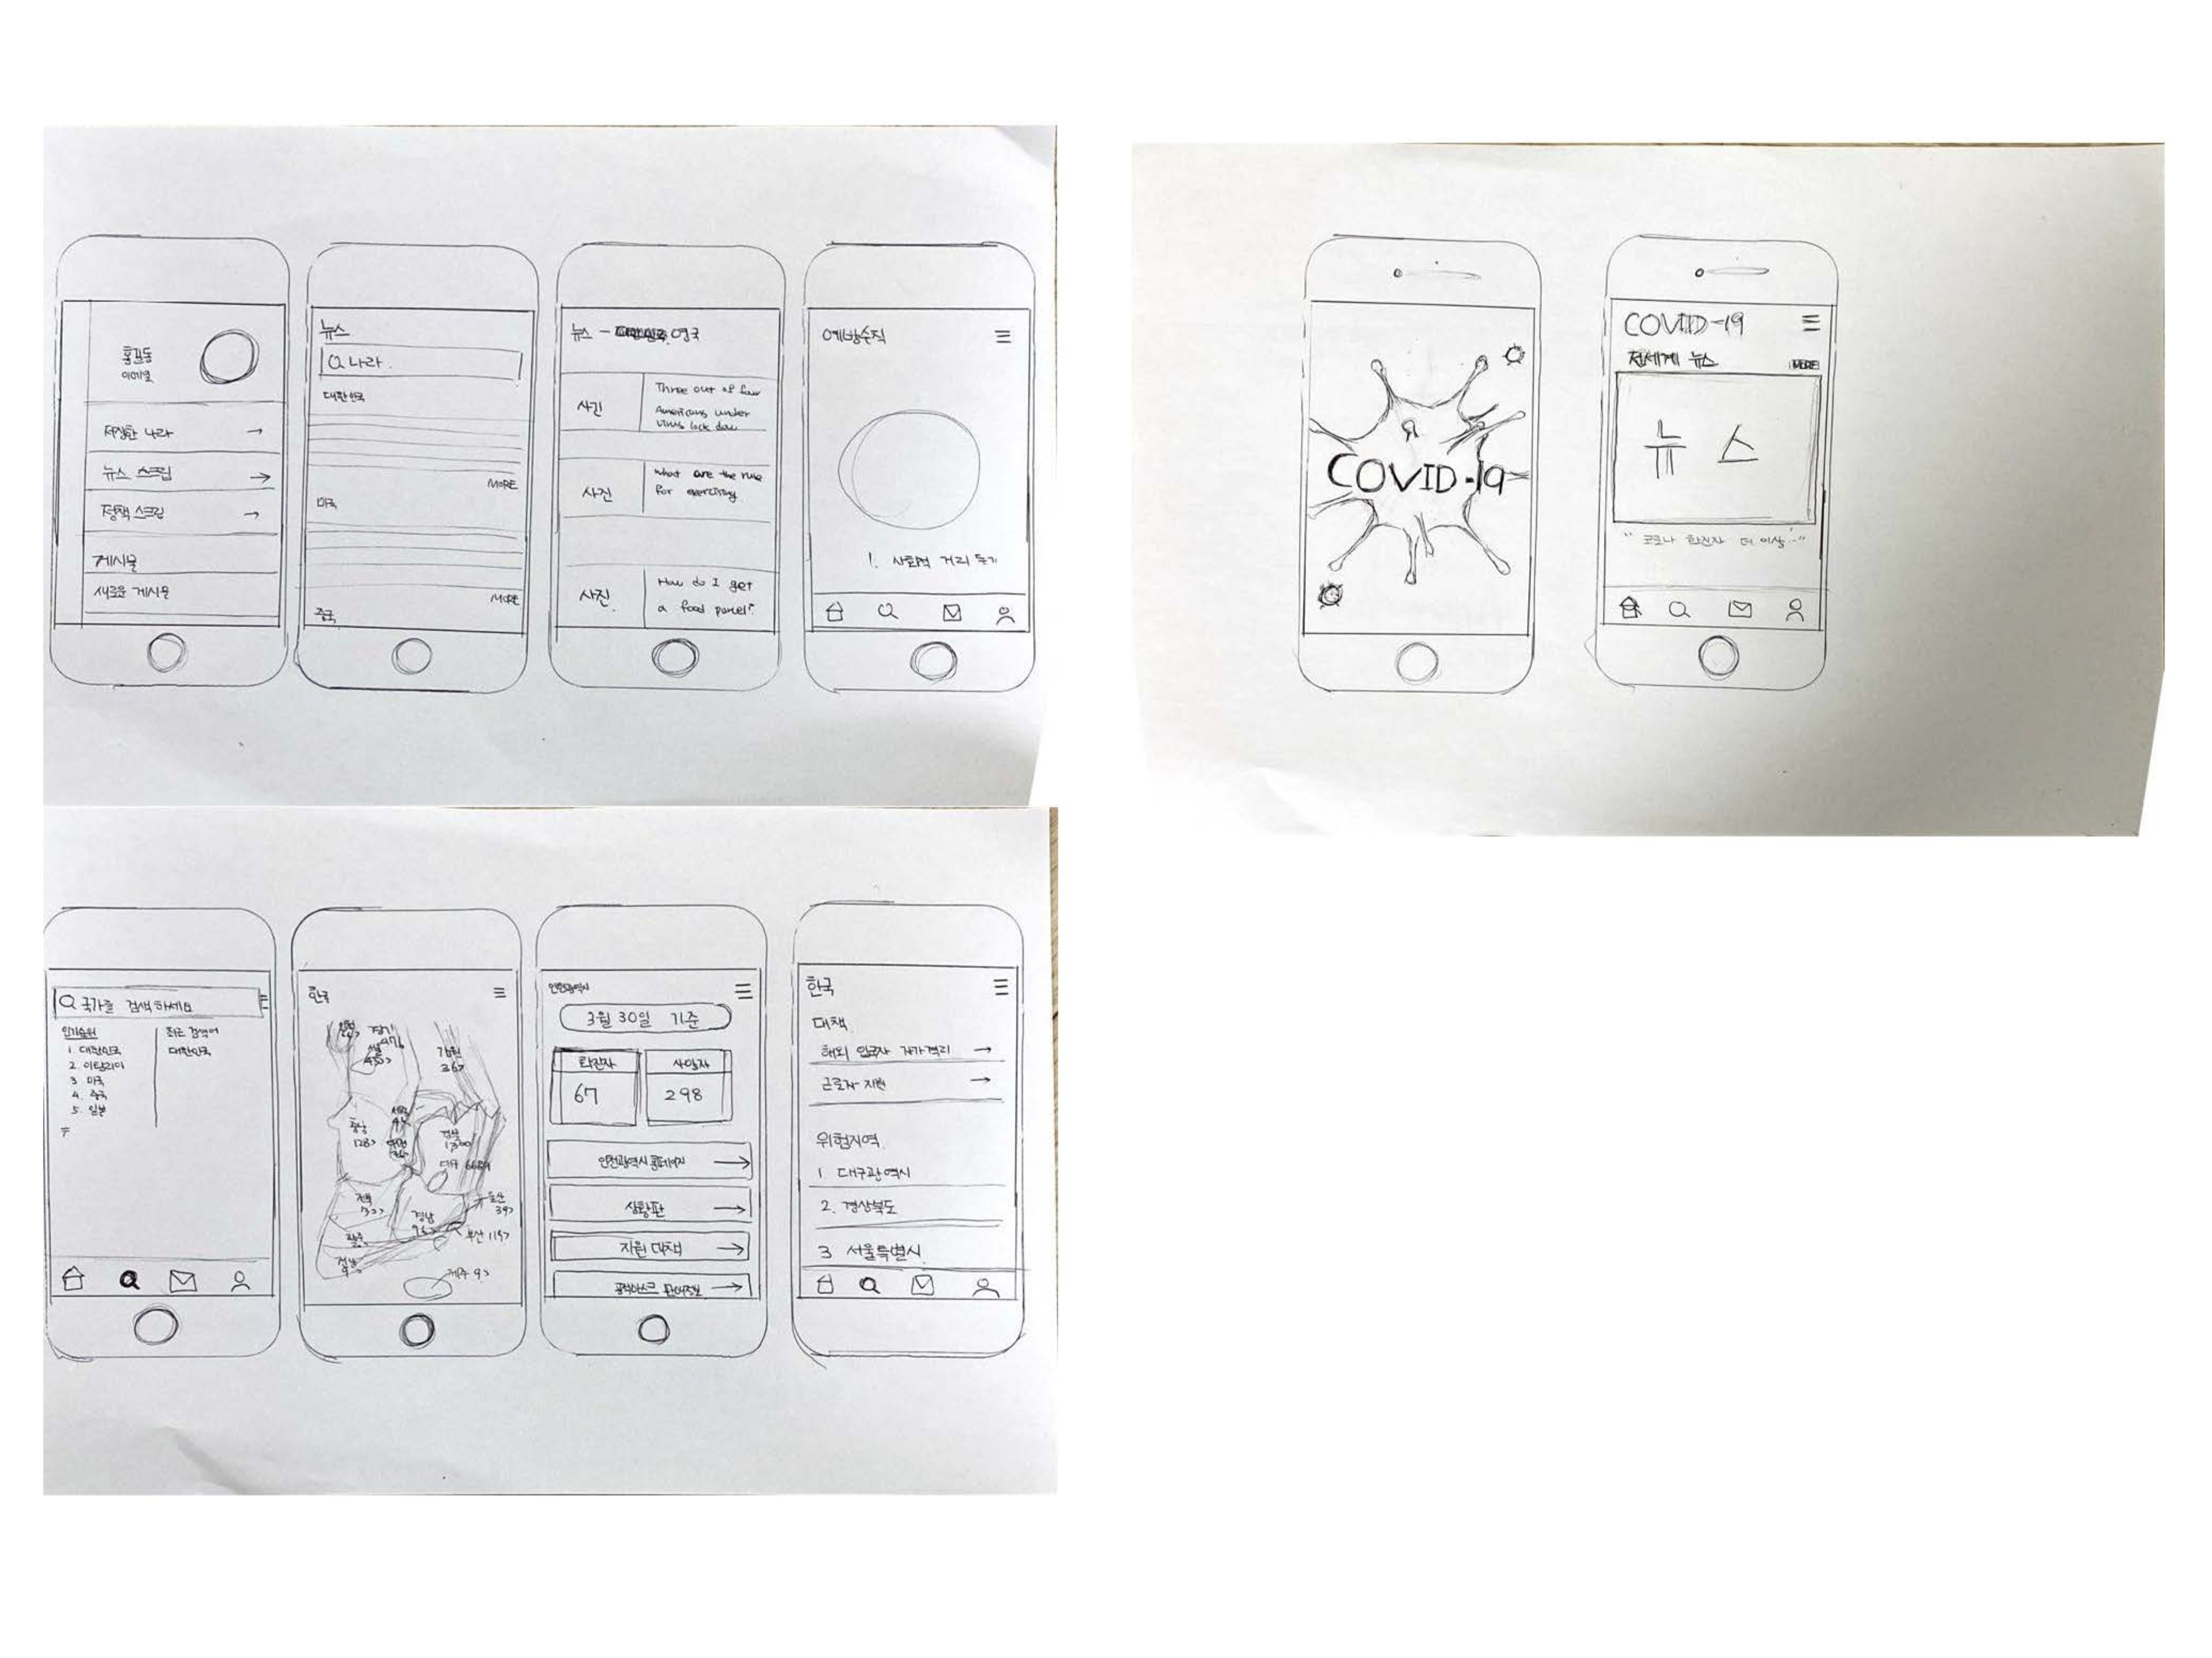 홍길동
이메일
저장한 나라
뉴스 스크랩
정책 스크랩
게시물
새로운 게시물
뉴스
나라
대한민국
MORE
미국
MORE
중국
뉴스 - 영국
사진
Three out of four
Americans under
virus lock down
사진
What are the rule
for exercising
사진
How do I get
a food parcel?
예방수칙
1. 사회적 거리 두기
COVID-19
COVID-19
전세계 뉴스
MORE
뉴스
"코로나 확진자 더 이상..."
국가를 검색하세요
인기순위
1. 대한민국
2. 이탈리아
3. 미국
4. 중국
5. 일본
최근 검색어
대한민국
한국
인천
경기
476
서울
강원
36>
충남
128>
경북
1,300
대구 6684
전북
울산
39>
경남
부산 119>
전남
제주 9>
인천광역시
3월 30일 기준
확진자
67
사망자
298
인천광역시 홈페이지
상황판
지원 대책
공적마스크 판매정보
한국
대책
해외 입국자 자가격리
근로자 지원
위험지역
1 대구광역시
2. 경상북도
3 서울특별시